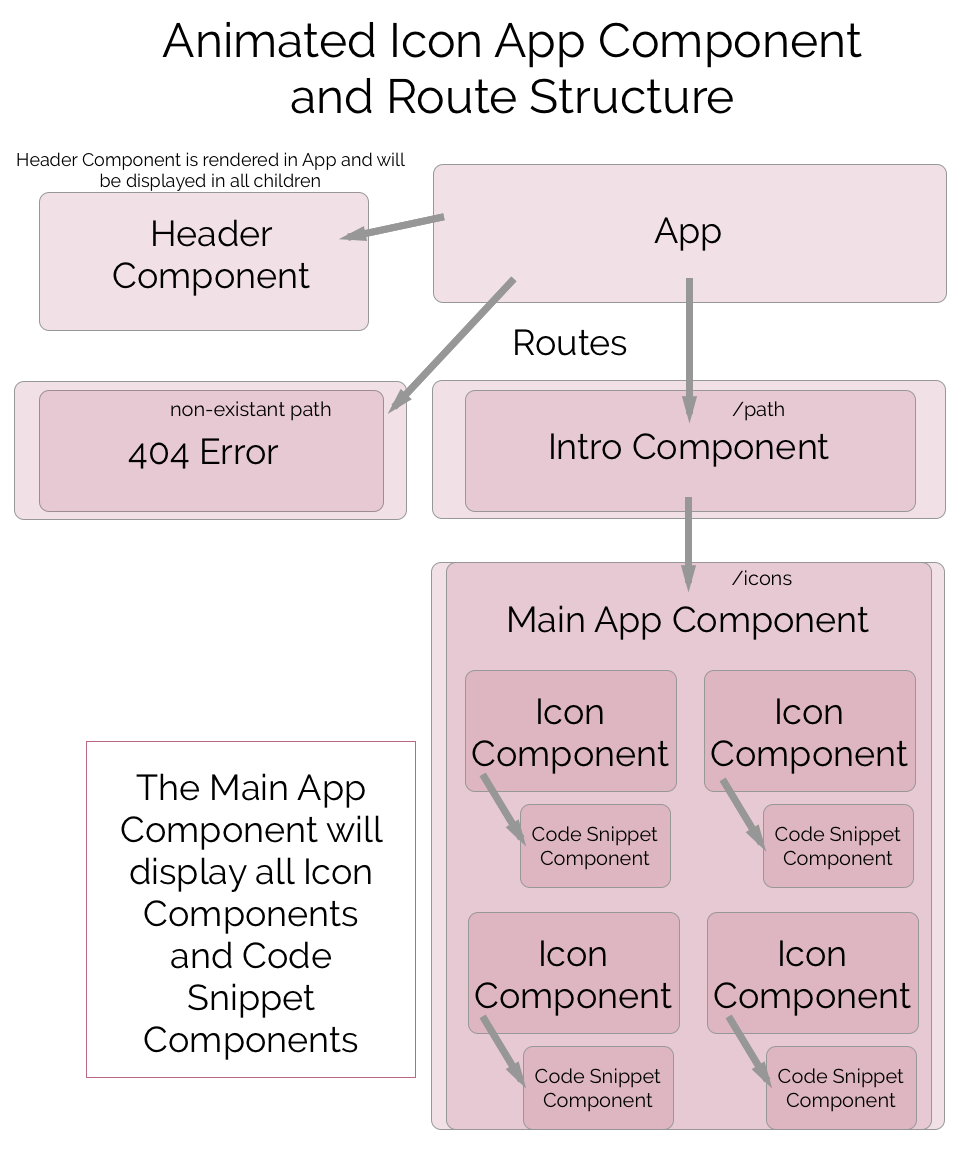 Animated Icon App Component
and Route Structure
Header Component is rendered in App and will
be displayed in all children
Header
Component
App
Routes
non-existant path
404 Error
/path
Intro Component
/icons
Main App Component
Icon
Component
Icon
Component
Code Snippet
Component
Code Snippet
Component
The Main App
Component will
display all Icon
Components
and Code
Snippet
Components
Icon
Component
Icon
Component
Code Snippet
Component
Code Snippet
Component